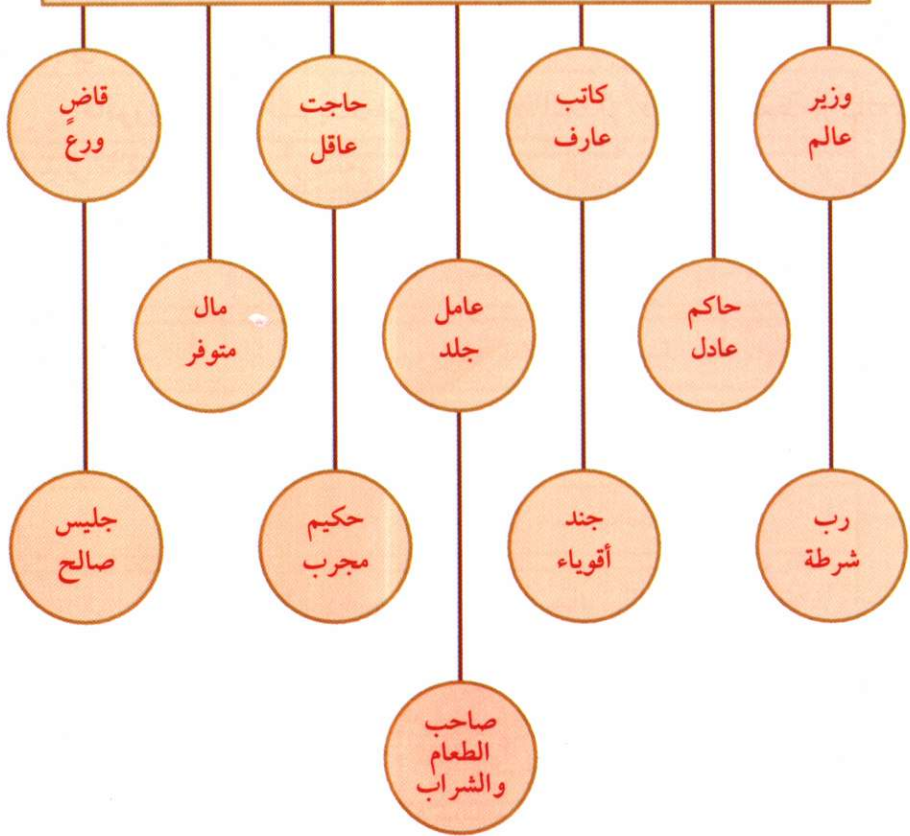 وزير
عالم
كاتب
عارف
حاجت
عاقل
قاضٍ
ورعٍ
حاكم
عادل
عامل
جلد
مال
متوفر
رب
شرطة
جند
أقوياء
حكيم
مجرب
جليس
صالح
صاحب
الطعام
والشراب